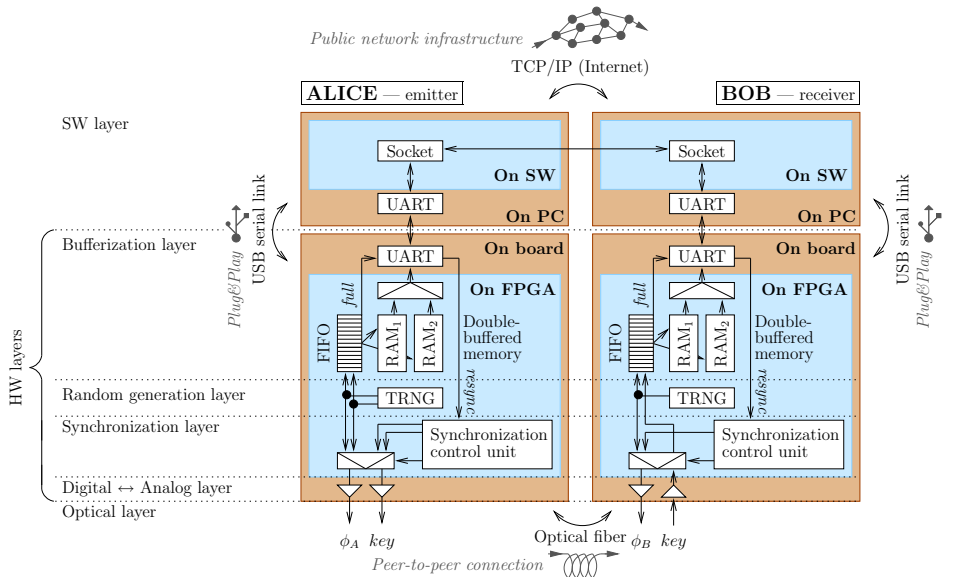 Public network infrastructure
TCP/IP (Internet)
ALICE — emitter
BOB — receiver
SW layer
Socket
Socket
On SW
On SW
UART
UART
On PC
On PC
USB serial link
Plug&Play
USB serial link
Plug&Play
HW layers
Bufferization layer
On board
On board
UART
UART
On FPGA
On FPGA
full
full
FIFO
RAM1
RAM2
Double-
buffered
memory
FIFO
RAM1
RAM2
Double-
buffered
memory
resync
resync
Random generation layer
TRNG
TRNG
Synchronization layer
Synchronization
control unit
Synchronization
control unit
Digital ↔ Analog layer
Optical layer
ϕA key
Optical fiber
ϕB key
Peer-to-peer connection